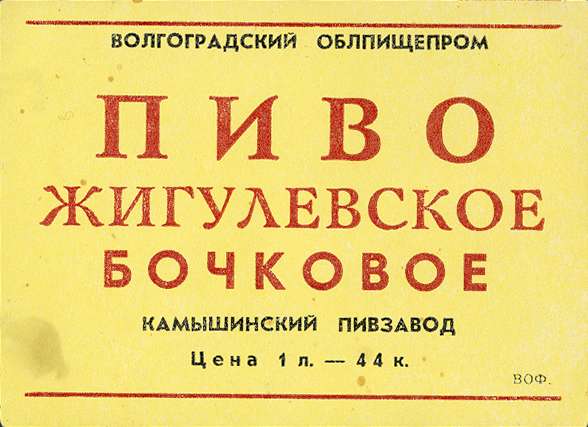 ВОЛГОГРАДСКИЙ ОБЛПИЩЕПРОМ
ПИВО
ЖИГУЛЕВСКОЕ
БОЧКОВОЕ
КАМЫШИНСКИЙ ПИВЗАВОД
Цена 1 л. — 44 к.
ВОФ.